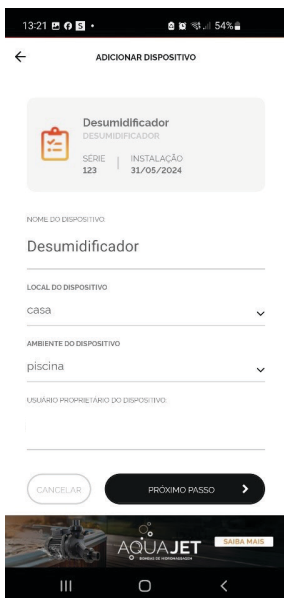 13:21 54%
ADICIONAR DISPOSITIVO
Desumidificador
DESUMIDIFICADOR
SÉRIE INSTALAÇÃO
123 31/05/2024
NOME DO DISPOSITIVO
Desumidificador
LOCAL DO DISPOSITIVO
casa
AMBIENTE DO DISPOSITIVO
piscina
USUÁRIO PROPRIETÁRIO DO DISPOSITIVO
CANCELAR PRÓXIMO PASSO
AQUAJET SAIBA MAIS
BOMBAS DE HIDROMASSAGEM